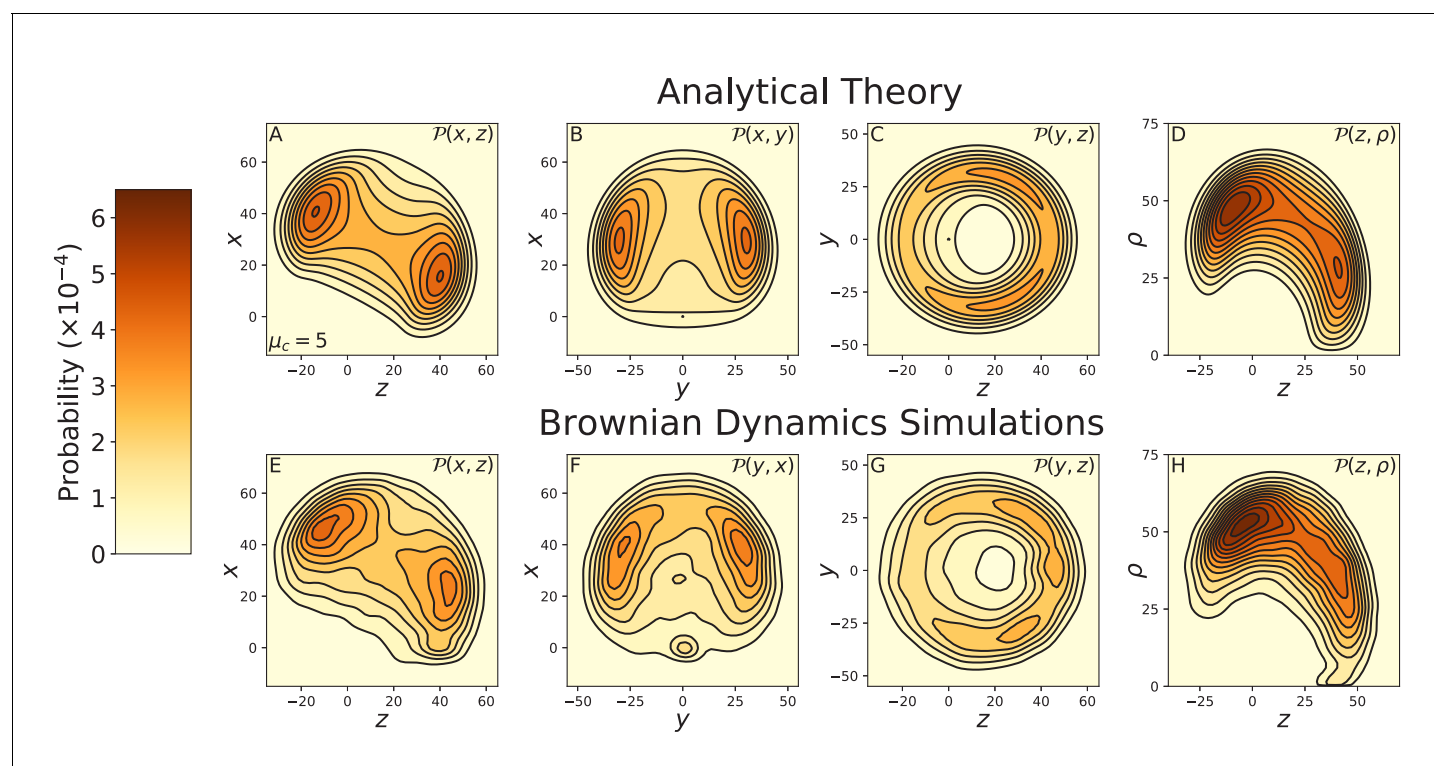 Analytical Theory
A
P(x, z)
B
P(x, y)
C
P(y, z)
D
P(z, ρ)
60
40
20
0
x
μc = 5
−20
0
20
40
60
z
60
40
20
0
x
−50
−25
0
25
50
y
50
25
0
−25
−50
y
−20
0
20
40
60
z
75
50
25
0
ρ
−25
0
25
50
z
Probability (×10−4)
6
5
4
3
2
1
0
Brownian Dynamics Simulations
E
P(x, z)
F
P(y, x)
G
P(y, z)
H
P(z, ρ)
60
40
20
0
x
−20
0
20
40
60
z
60
40
20
0
x
−50
−25
0
25
50
y
50
25
0
−25
−50
y
−20
0
20
40
60
z
75
50
25
0
ρ
−25
0
25
50
z